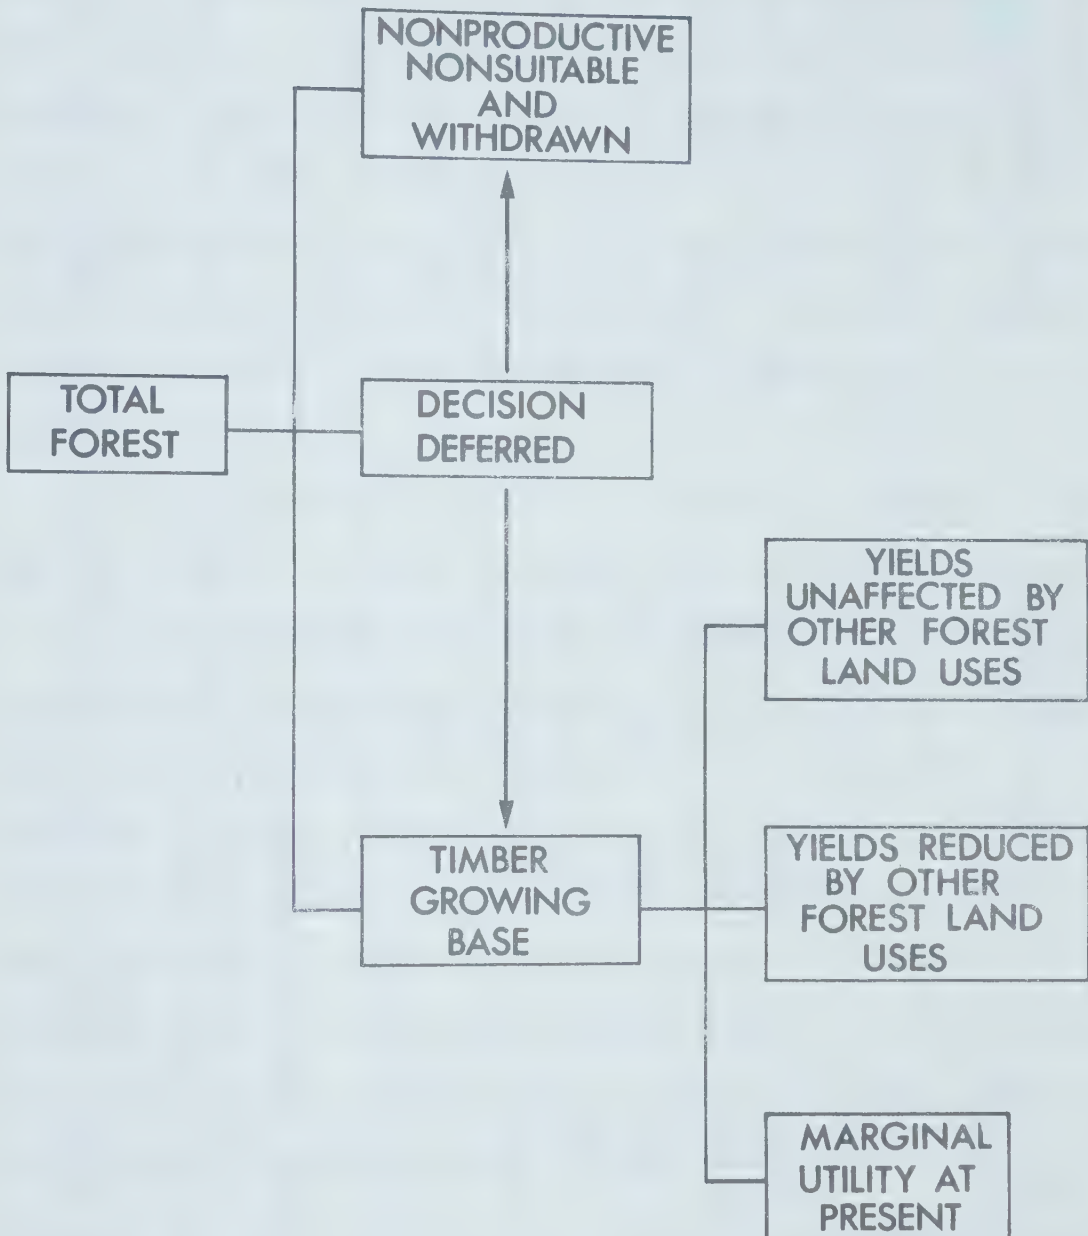 NONPRODUCTIVE
NONSUITABLE
AND
WITHDRAWN
TOTAL
FOREST
DECISION
DEFERRED
YIELDS
UNAFFECTED BY
OTHER FOREST
LAND USES
TIMBER
GROWING
BASE
YIELDS REDUCED
BY OTHER
FOREST LAND
USES
MARGINAL
UTILITY AT
PRESENT